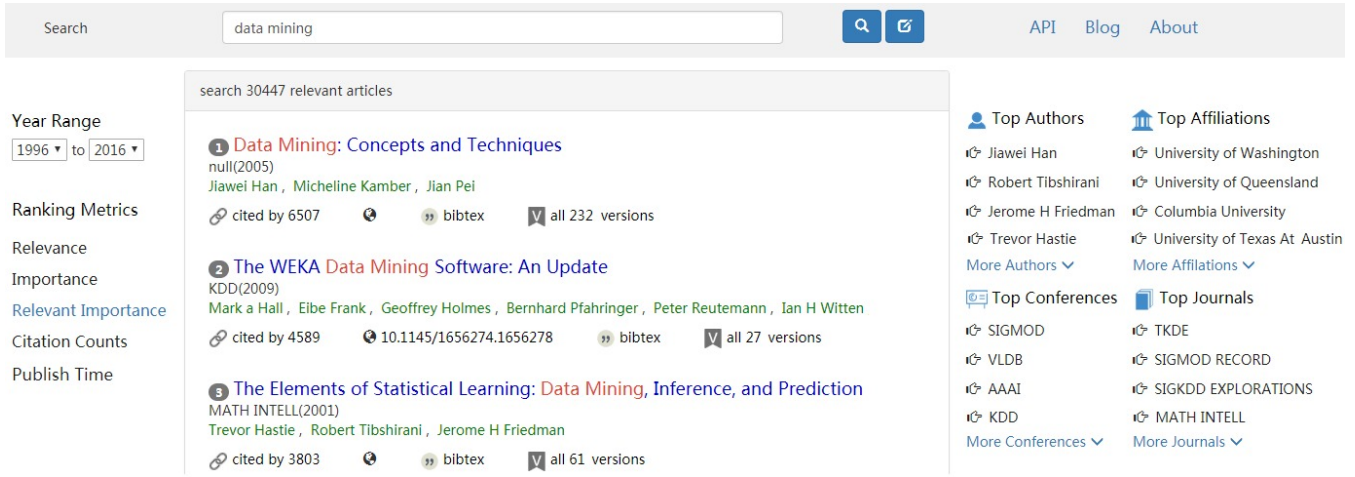 Search data mining API Blog About
search 30447 relevant articles
Year Range
1996 to 2016
Ranking Metrics
Relevance
Importance
Relevant Importance
Citation Counts
Publish Time
1 Data Mining: Concepts and Techniques
null(2005)
Jiawei Han , Micheline Kamber , Jian Pei
cited by 6507 bibtex V all 232 versions
2 The WEKA Data Mining Software: An Update
KDD(2009)
Mark a Hall , Eibe Frank , Geoffrey Holmes , Bernhard Pfahringer , Peter Reutemann , Ian H Witten
cited by 4589 10.1145/1656274.1656278 bibtex V all 27 versions
3 The Elements of Statistical Learning: Data Mining, Inference, and Prediction
MATH INTELL(2001)
Trevor Hastie , Robert Tibshirani , Jerome H Friedman
cited by 3803 bibtex V all 61 versions
Top Authors
Jiawei Han
Robert Tibshirani
Jerome H Friedman
Trevor Hastie
More Authors
Top Affiliations
University of Washington
University of Queensland
Columbia University
University of Texas At Austin
More Affilations
Top Conferences
SIGMOD
VLDB
AAAI
KDD
More Conferences
Top Journals
TKDE
SIGMOD RECORD
SIGKDD EXPLORATIONS
MATH INTELL
More Journals